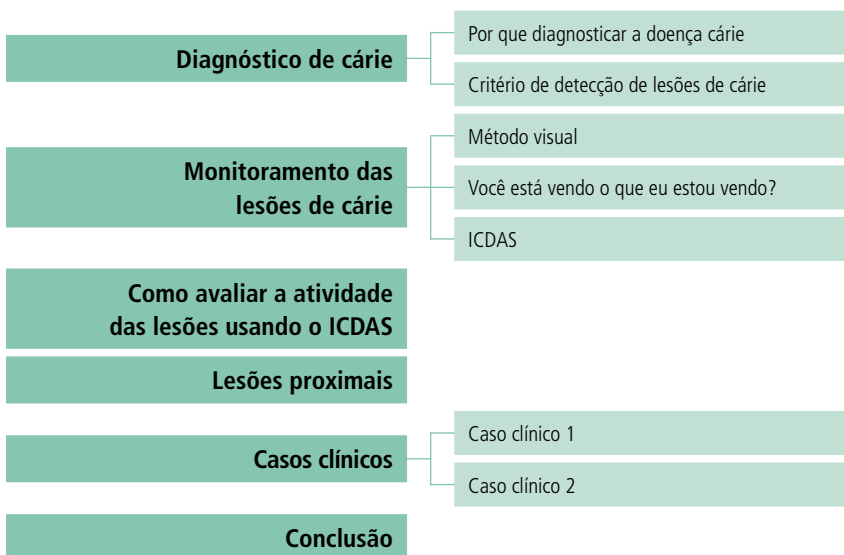 Diagnóstico de cárie
Por que diagnosticar a doença cárie
Critério de detecção de lesões de cárie
Monitoramento das
lesões de cárie
Método visual
Você está vendo o que eu estou vendo?
ICDAS
Como avaliar a atividade
das lesões usando o ICDAS
Lesões proximais
Casos clínicos
Caso clínico 1
Caso clínico 2
Conclusão